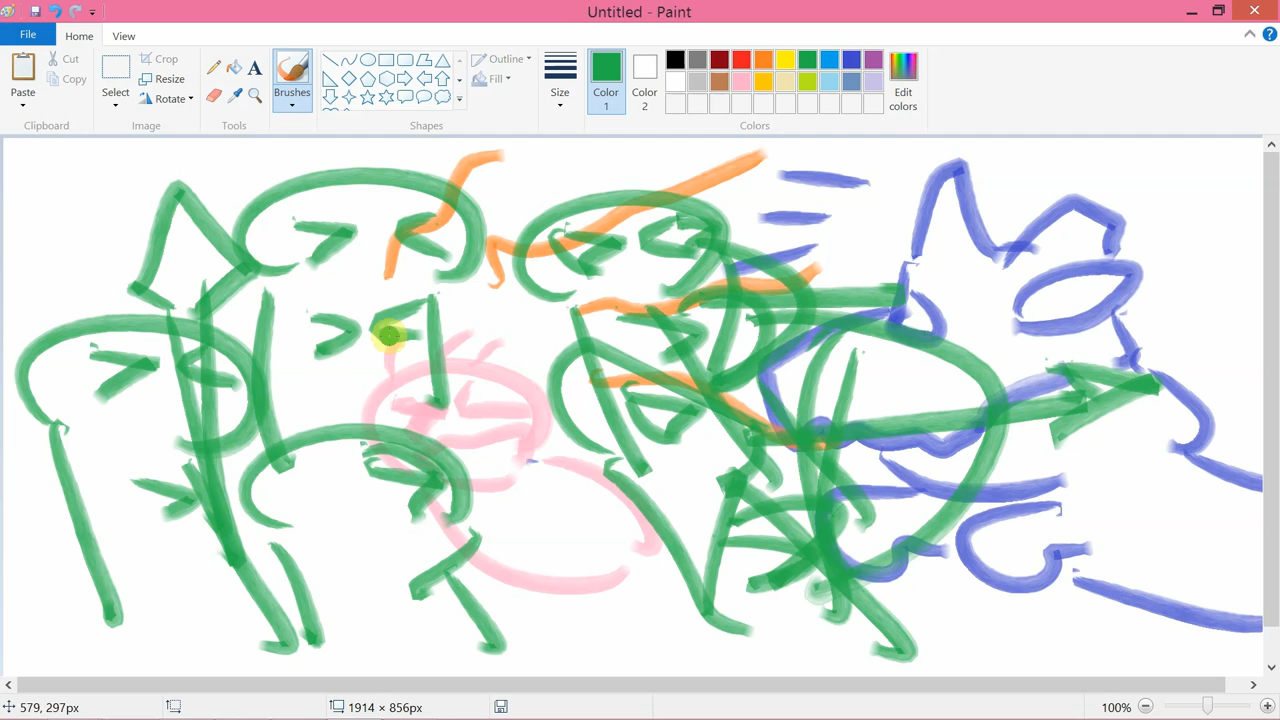 Untitled - Paint
File Home View
Cut
Copy
Paste
Clipboard
Select
Crop
Resize
Rotate
Image
A
Tools
Brushes
Outline
Fill
Shapes
Size
Color 1
Color 2
Edit colors
Colors
579, 297px 1914 × 856px 100%